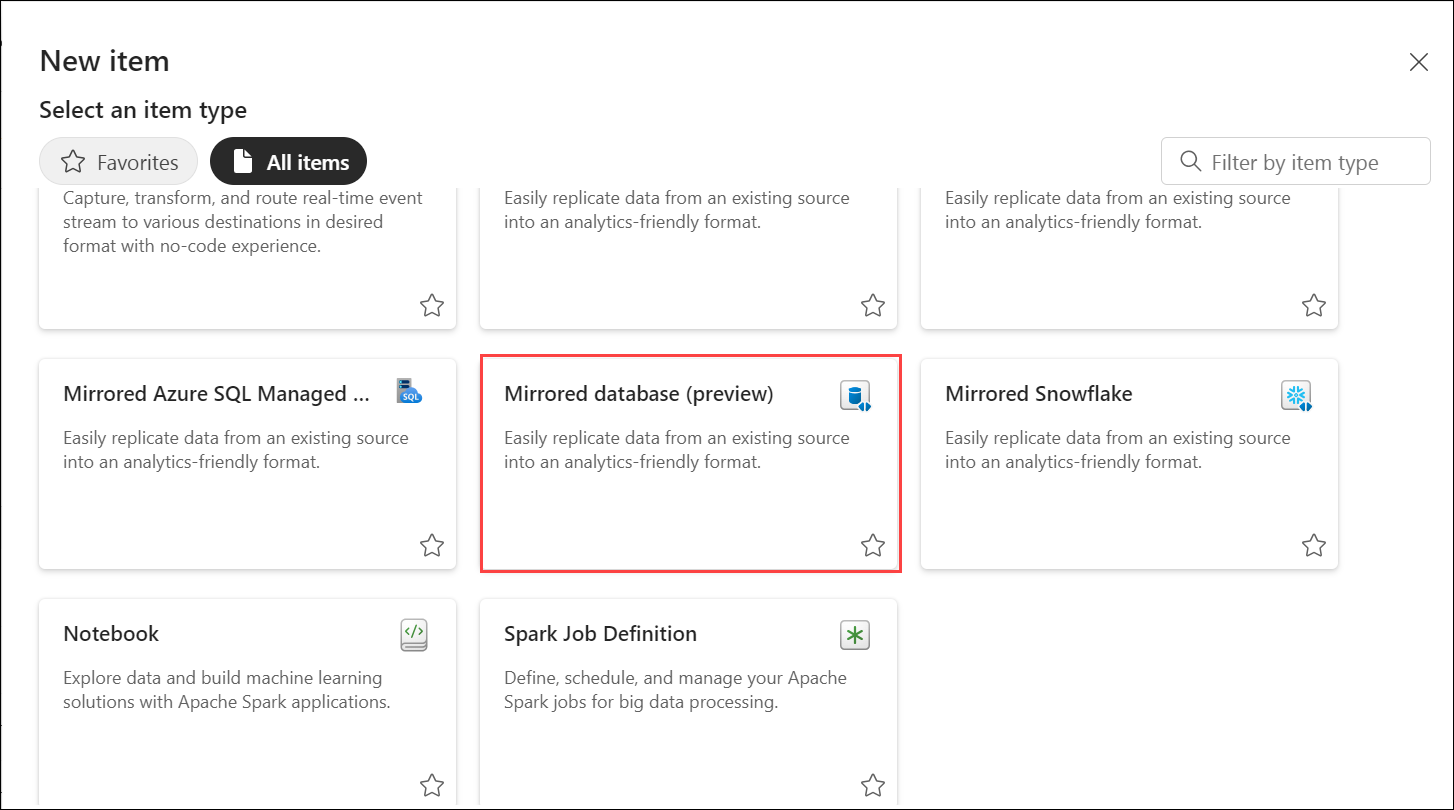 New item
Select an item type
Favorites
All items
Filter by item type
Capture, transform, and route real-time event
stream to various destinations in desired
format with no-code experience.
Easily replicate data from an existing source
into an analytics-friendly format.
Easily replicate data from an existing source
into an analytics-friendly format.
Mirrored Azure SQL Managed ...
SQL
Easily replicate data from an existing source
into an analytics-friendly format.
Mirrored database (preview)
Easily replicate data from an existing source
into an analytics-friendly format.
Mirrored Snowflake
Easily replicate data from an existing source
into an analytics-friendly format.
Notebook
</>
Explore data and build machine learning
solutions with Apache Spark applications.
Spark Job Definition
Define, schedule, and manage your Apache
Spark jobs for big data processing.